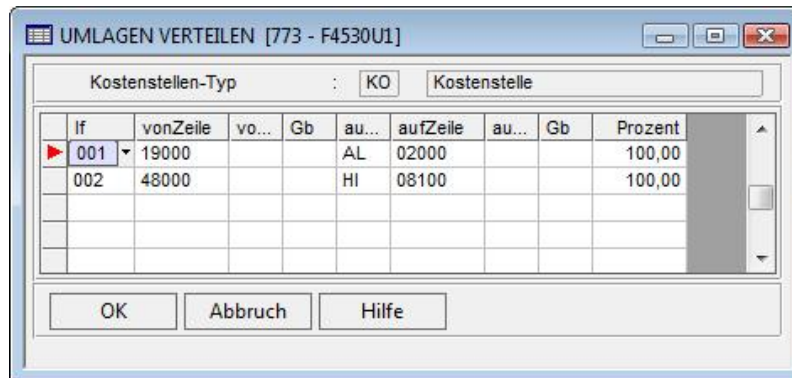 UMLAGEN VERTEILEN [773 - F4530U1]
Kostenstellen-Typ : KO Kostenstelle
lf vonZeile vo... Gb au... aufZeile au... Gb Prozent
001 19000 AL 02000 100,00
002 48000 HI 08100 100,00
OK Abbruch Hilfe